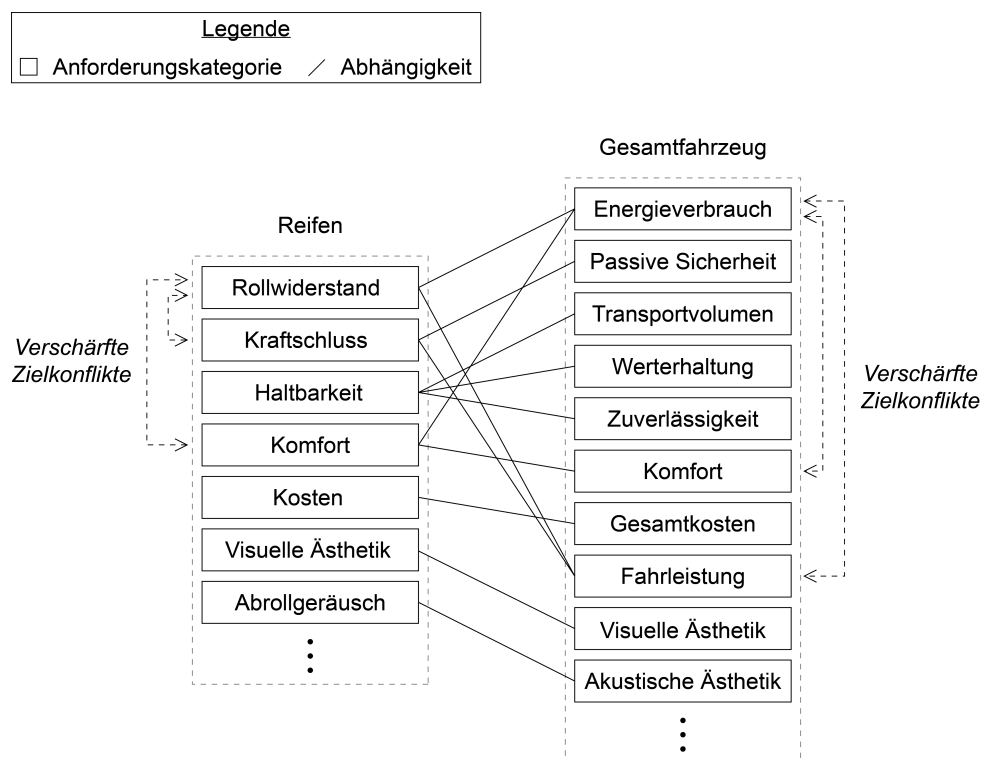 Legende
Anforderungskategorie
Abhängigkeit
Reifen
Rollwiderstand
Kraftschluss
Haltbarkeit
Komfort
Kosten
Visuelle Ästhetik
Abrollgeräusch
Verschärfte
Zielkonflikte
Gesamtfahrzeug
Energieverbrauch
Passive Sicherheit
Transportvolumen
Werterhaltung
Zuverlässigkeit
Komfort
Gesamtkosten
Fahrleistung
Visuelle Ästhetik
Akustische Ästhetik
Verschärfte
Zielkonflikte